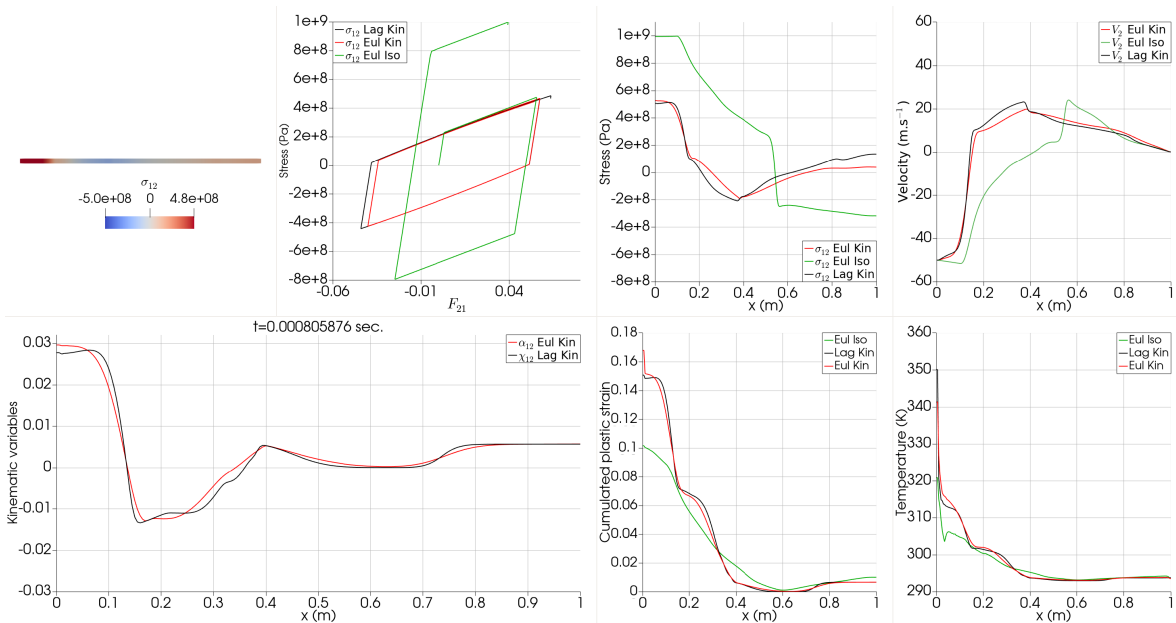 σ12
-5.0e+08 0 4.8e+08
1e+9
8e+8
6e+8
4e+8
2e+8
0
-2e+8
-4e+8
-6e+8
-8e+8
Stress (Pa)
σ12 Lag Kin
σ12 Eul Kin
σ12 Eul Iso
-0.06 -0.01 0.04
F21
1e+9
8e+8
6e+8
4e+8
2e+8
0
-2e+8
-4e+8
-6e+8
-8e+8
Stress (Pa)
σ12 Eul Kin
σ12 Eul Iso
σ12 Lag Kin
0 0.2 0.4 0.6 0.8 1
x (m)
60
40
20
0
-20
-40
-60
Velocity (m.s⁻¹)
V2 Eul Kin
V2 Eul Iso
V2 Lag Kin
0 0.2 0.4 0.6 0.8 1
x (m)
t=0.000805876 sec.
0.03
0.02
0.01
0
-0.01
-0.02
-0.03
Kinematic variables
α12 Eul Kin
χ12 Lag Kin
0 0.1 0.2 0.3 0.4 0.5 0.6 0.7 0.8 0.9 1
x (m)
0.18
0.16
0.14
0.12
0.1
0.08
0.06
0.04
0.02
0
Cumulated plastic strain
Eul Iso
Lag Kin
Eul Kin
0 0.2 0.4 0.6 0.8 1
x (m)
360
350
340
330
320
310
300
290
Temperature (K)
Eul Iso
Lag Kin
Eul Kin
0 0.2 0.4 0.6 0.8 1
x (m)